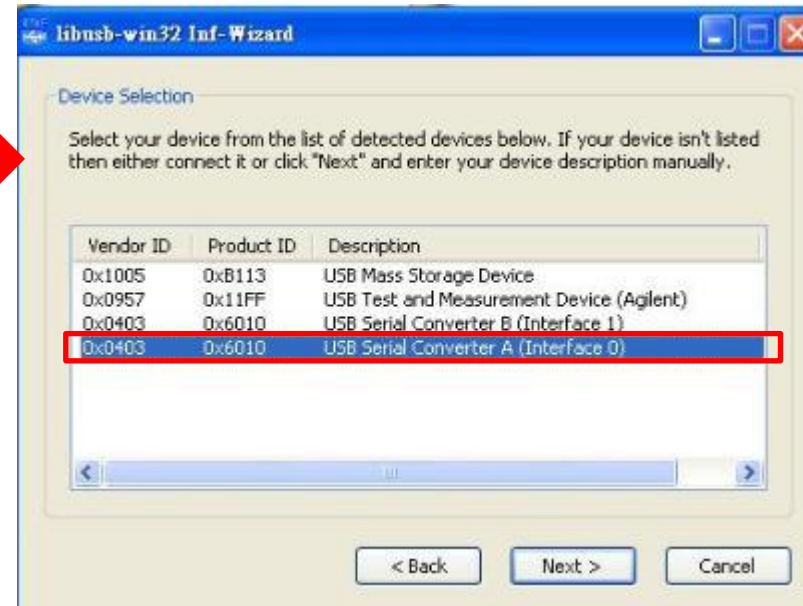 libusb-win32 Inf-Wizard
Device Selection
Select your device from the list of detected devices below. If your device isn't listed
then either connect it or click "Next" and enter your device description manually.
Vendor ID Product ID Description
0x1005 0xB113 USB Mass Storage Device
0x0957 0x11FF USB Test and Measurement Device (Agilent)
0x0403 0x6010 USB Serial Converter B (Interface 1)
0x0403 0x6010 USB Serial Converter A (Interface 0)
< Back Next > Cancel